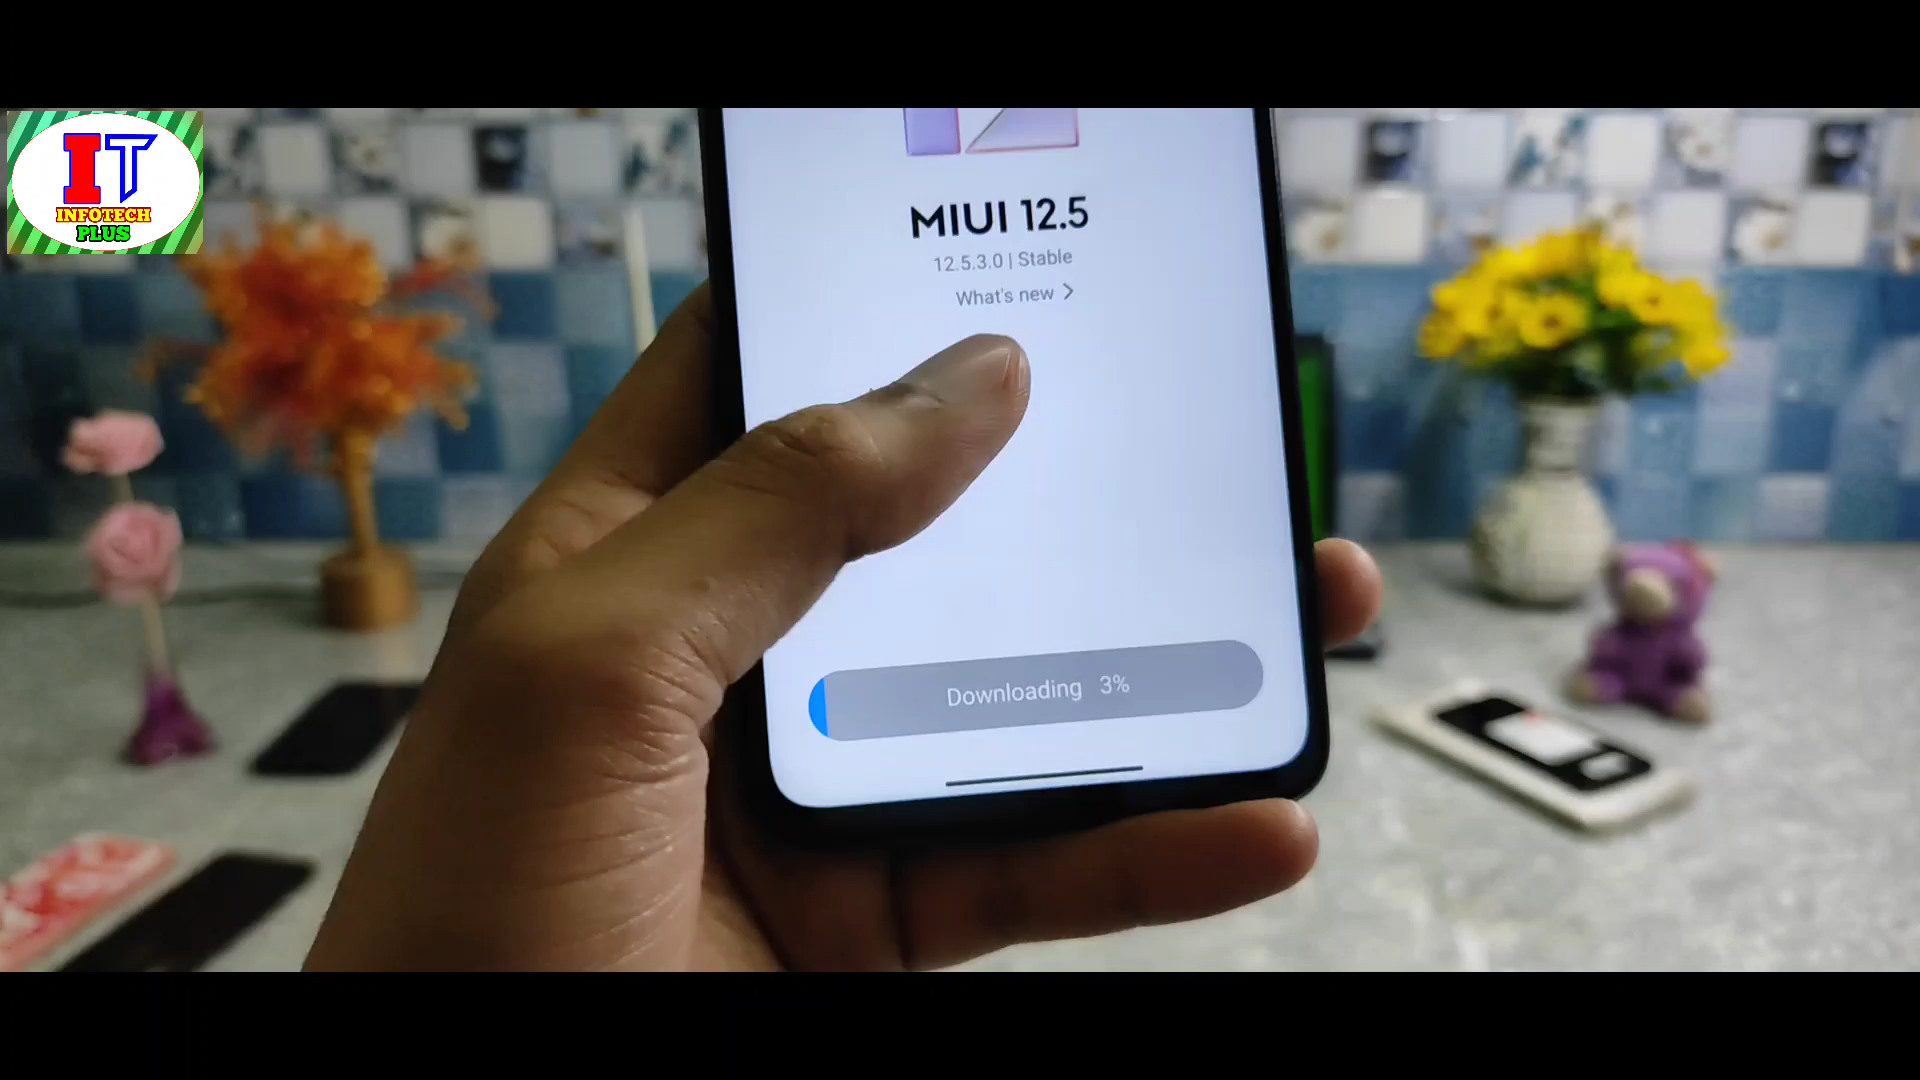 IT
INFOTECH
PLUS
MIUI 12.5
12.5.3.0 | Stable
What's new >
Downloading 3%